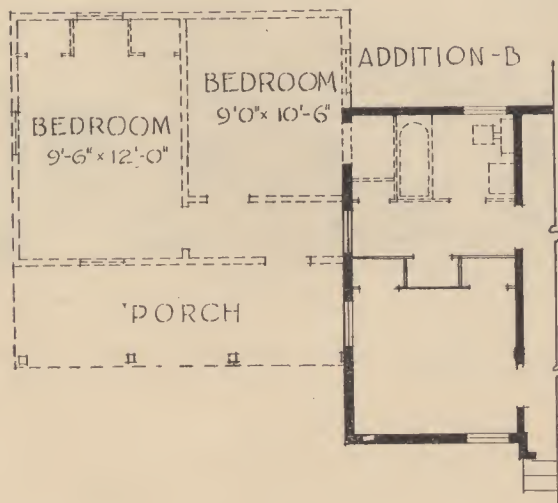 ADDITION-B
BEDROOM
9'0" x 10'-6"
BEDROOM
9'-6" x 12'-0"
PORCH